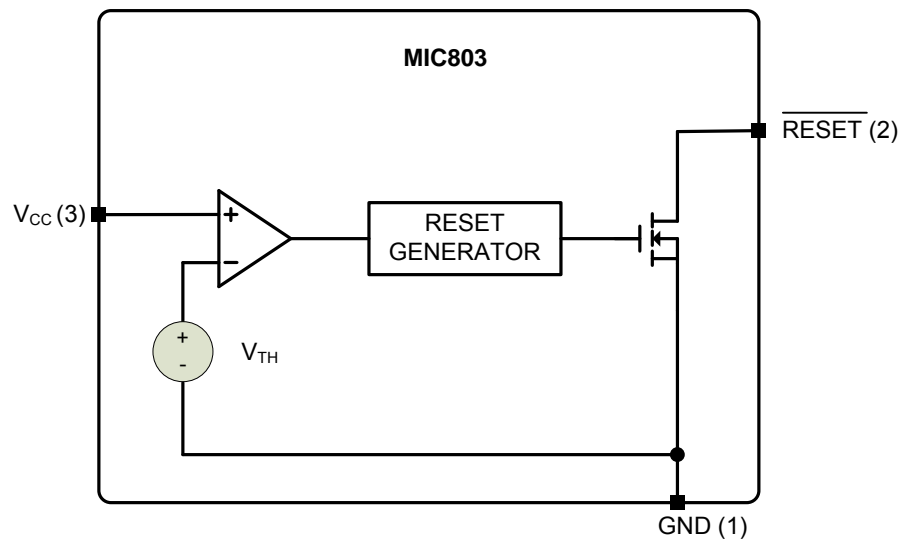 MIC803
RESET (2)
VCC (3)
+
−
RESET
GENERATOR
+
-
VTH
GND (1)